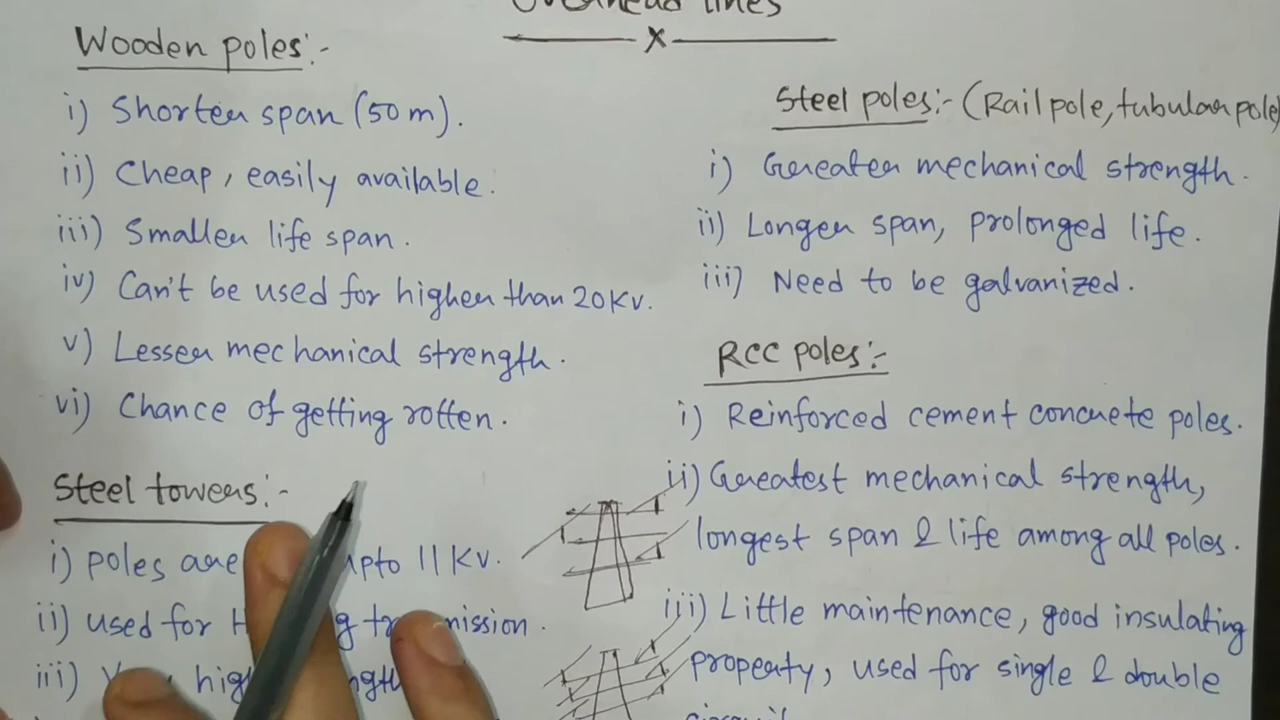 Overhead lines
x
Wooden poles:-
i) Shorter span (50 m).
ii) Cheap, easily available.
iii) Smaller life span.
iv) Can't be used for higher than 20 KV.
v) Lesser mechanical strength.
vi) Chance of getting rotten.
Steel towers:-
i) poles are upto 11 KV.
ii) used for
iii)
Steel poles:- (Rail pole, tubular pole)
i) Greater mechanical strength.
ii) Longer span, prolonged life.
iii) Need to be galvanized.
RCC poles:-
i) Reinforced cement concrete poles.
ii) Greatest mechanical strength,
longest span & life among all poles.
iii) Little maintenance, good insulating
property, used for single & double